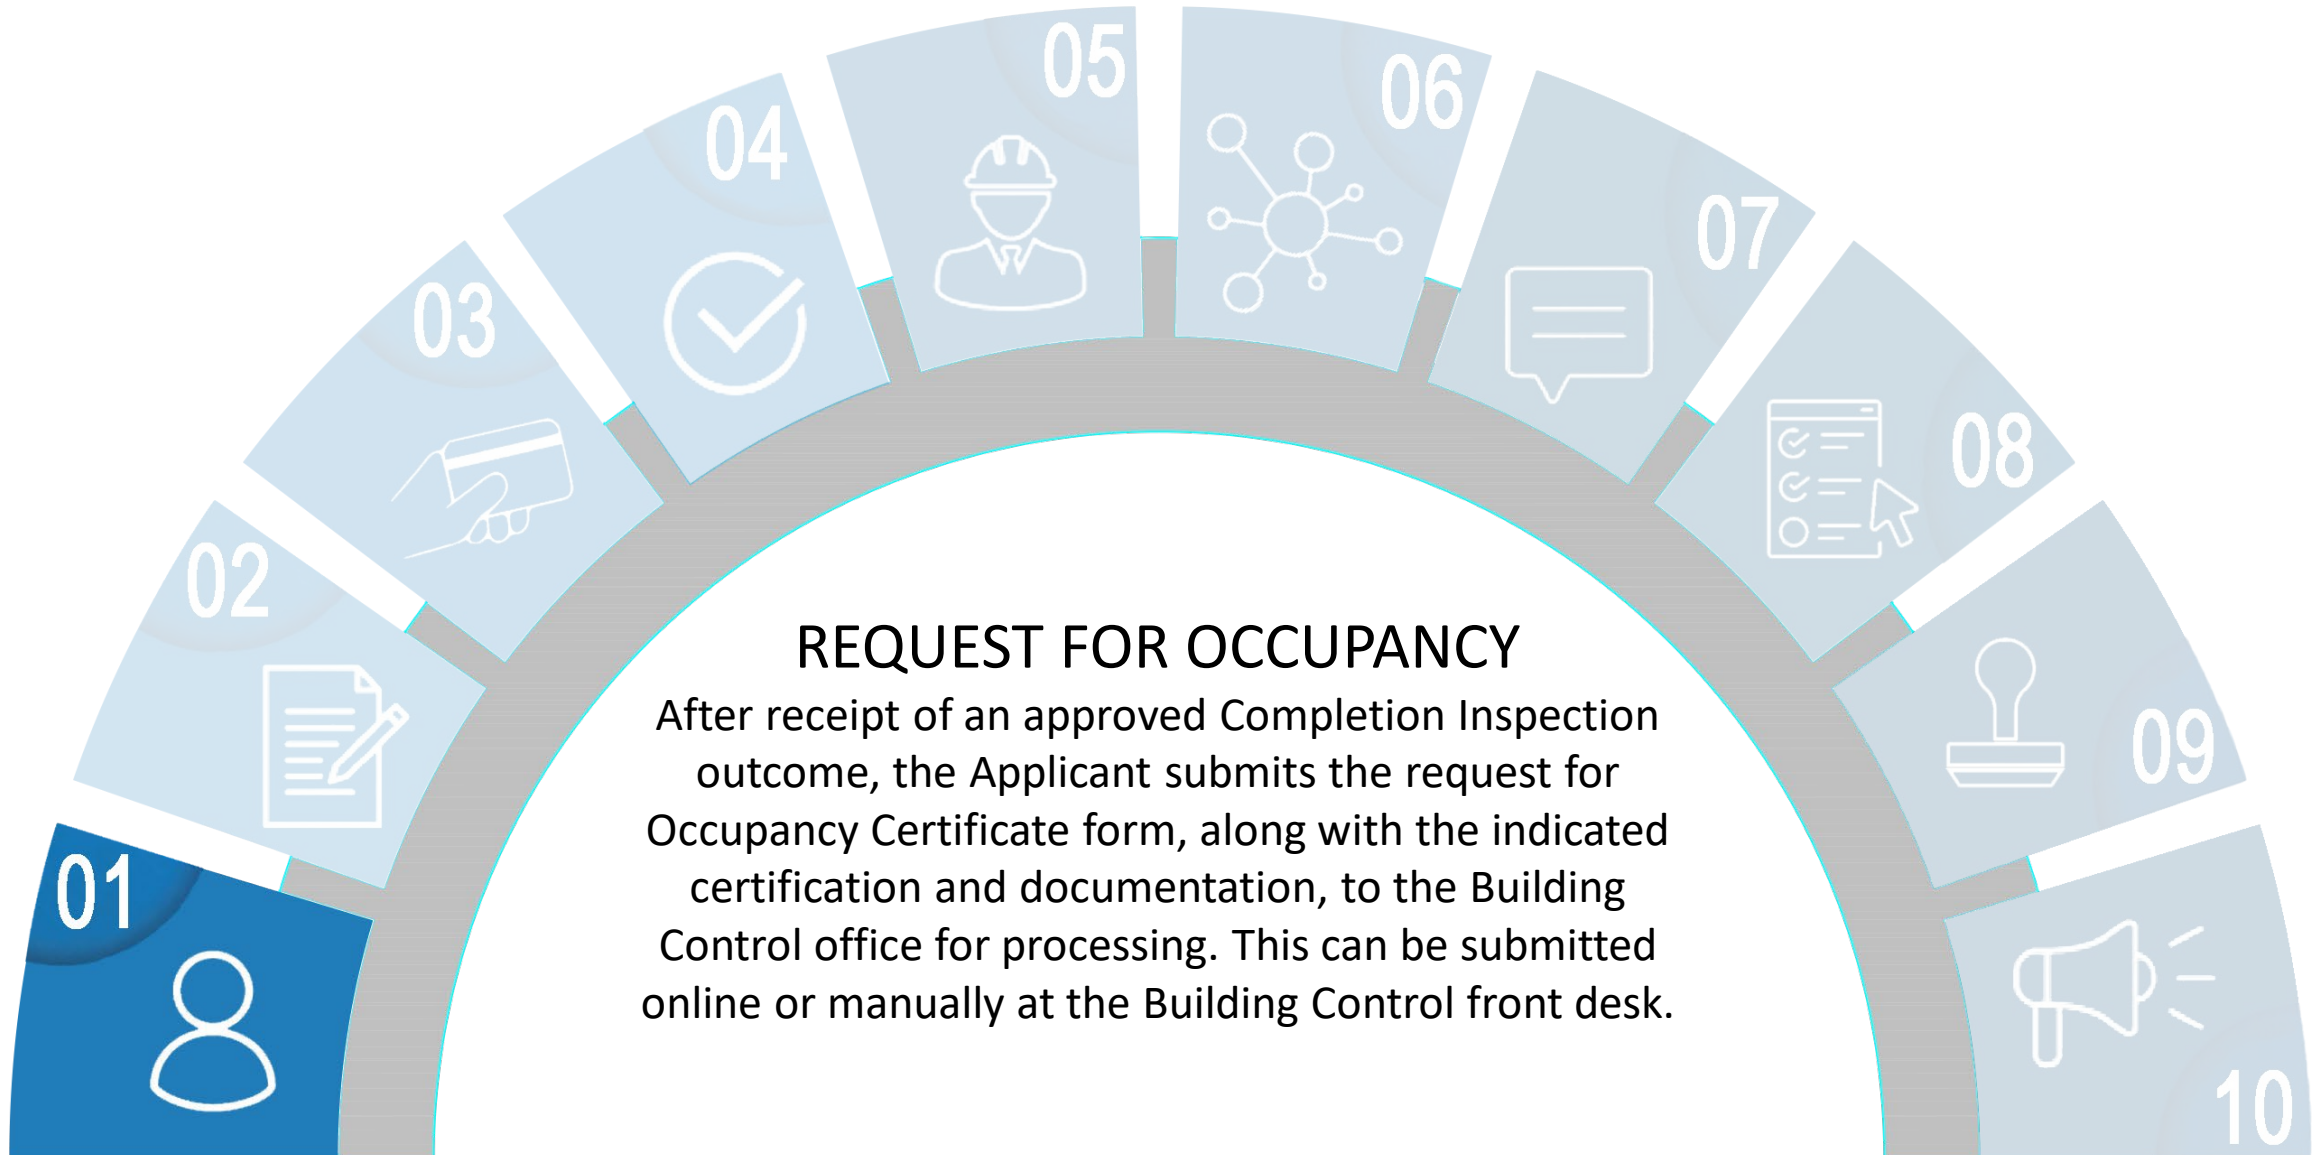 01
02
03
04
05
06
07
08
09
10
REQUEST FOR OCCUPANCY
After receipt of an approved Completion Inspection
outcome, the Applicant submits the request for
Occupancy Certificate form, along with the indicated
certification and documentation, to the Building
Control office for processing. This can be submitted
online or manually at the Building Control front desk.